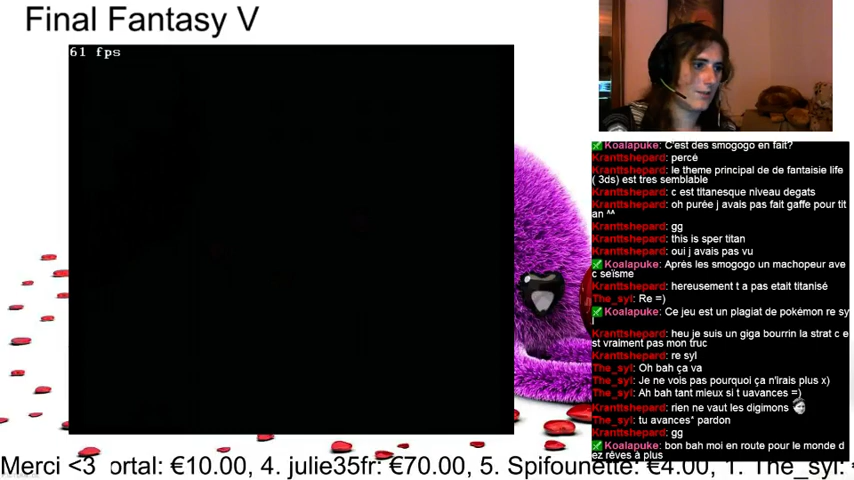 Final Fantasy V
61 fps
Koalapuke: C'est des smogogo en fait?
Kranttshepard: percé
Kranttshepard: le theme principal de de fantaisie life
( 3ds) est tres semblable
Kranttshepard: c est titanesque niveau degats
Kranttshepard: oh purée j avais pas fait gaffe pour tit
an ^^
Kranttshepard: gg
Kranttshepard: this is sper titan
Kranttshepard: oui j avais pas vu
Koalapuke: Aprés les smogogo un machopeur ave
c seïsme
Kranttshepard: hereusement t a pas etait titanisé
The_syl: Re =)
Koalapuke: Ce jeu est un plagiat de pokémon re sy
l
Kranttshepard: heu je suis un giga bourrin la strat c e
st vraiment pas mon truc
Kranttshepard: re syl
The_syl: Oh bah ça va
The_syl: Je ne vois pas pourquoi ça n'irais plus x)
The_syl: Ah bah tant mieux si t uavances =)
Kranttshepard: rien ne vaut les digimons
The_syl: tu avances* pardon
Kranttshepard: gg
Koalapuke: bon bah moi en route pour le monde d
ez rêves à plus
Merci <3 ortal: €10.00, 4. julie35fr: €70.00, 5. Spifounette: €4.00, 1. The_syl: